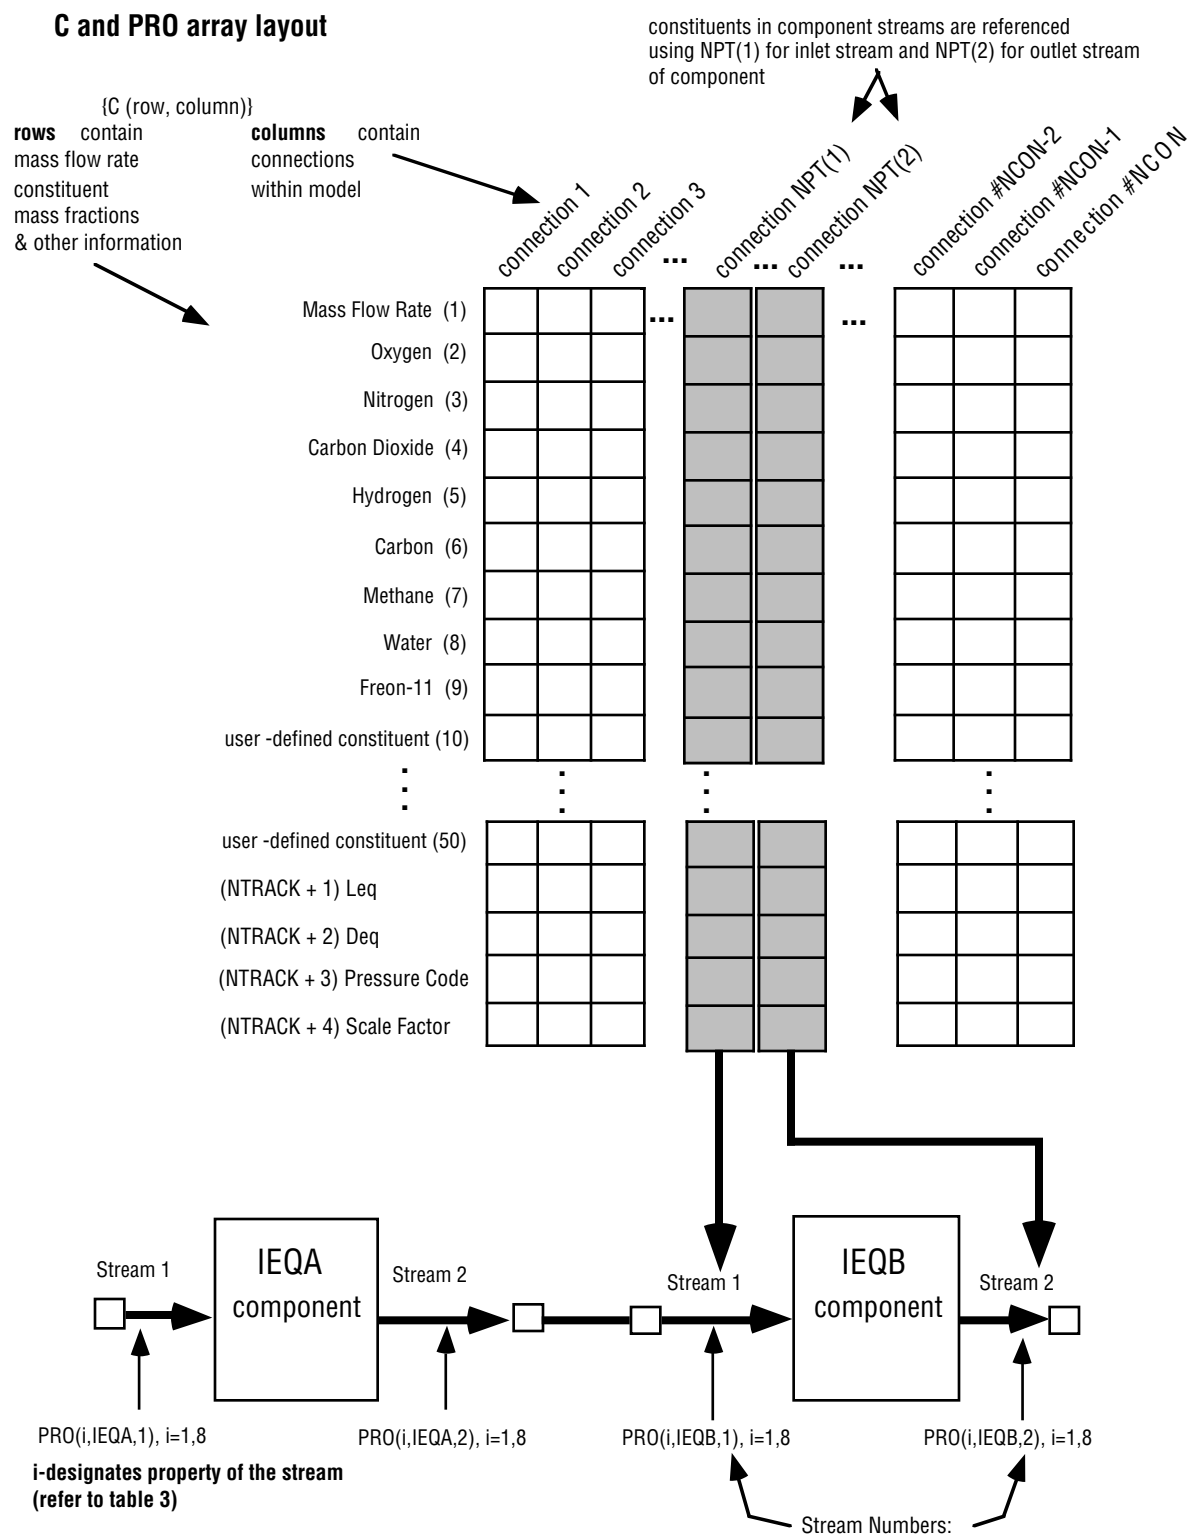 C and PRO array layout
constituents in component streams are referenced
using NPT(1) for inlet stream and NPT(2) for outlet stream
of component
{C (row, column)}
rows contain
mass flow rate
constituent
mass fractions
& other information
columns contain
connections
within model
connection 1
connection 2
connection 3
...
connection NPT(1)
...
connection NPT(2)
...
connection #NCON-2
connection #NCON-1
connection #NCON
Mass Flow Rate (1)
...
...
Oxygen (2)
Nitrogen (3)
Carbon Dioxide (4)
Hydrogen (5)
Carbon (6)
Methane (7)
Water (8)
Freon-11 (9)
user -defined constituent (10)
user -defined constituent (50)
(NTRACK + 1) Leq
(NTRACK + 2) Deq
(NTRACK + 3) Pressure Code
(NTRACK + 4) Scale Factor
Stream 1
IEQA
component
Stream 2
Stream 1
IEQB
component
Stream 2
PRO(i,IEQA,1), i=1,8
PRO(i,IEQA,2), i=1,8
PRO(i,IEQB,1), i=1,8
PRO(i,IEQB,2), i=1,8
i-designates property of the stream
(refer to table 3)
Stream Numbers: